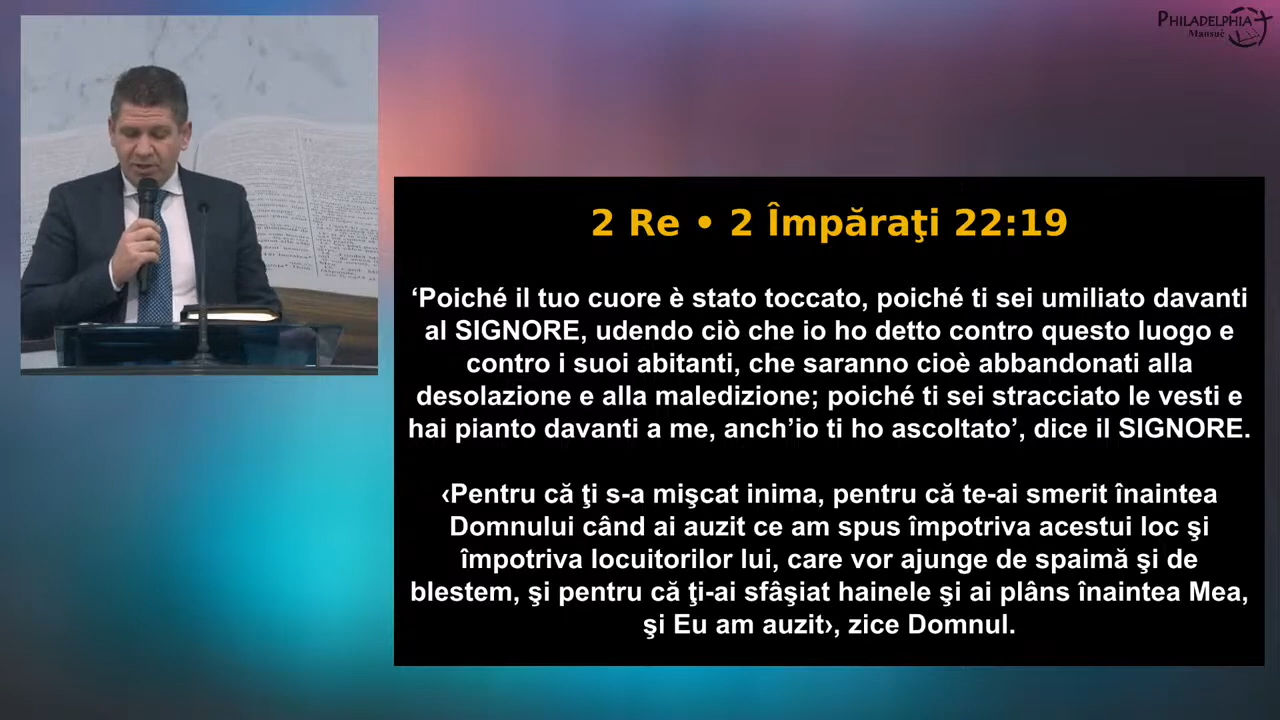 PHILADELPHIA
Mansuè
2 Re • 2 Împăraţi 22:19
‘Poiché il tuo cuore è stato toccato, poiché ti sei umiliato davanti
al SIGNORE, udendo ciò che io ho detto contro questo luogo e
contro i suoi abitanti, che saranno cioè abbandonati alla
desolazione e alla maledizione; poiché ti sei stracciato le vesti e
hai pianto davanti a me, anch’io ti ho ascoltato’, dice il SIGNORE.
‹Pentru că ţi s-a mişcat inima, pentru că te-ai smerit înaintea
Domnului când ai auzit ce am spus împotriva acestui loc şi
împotriva locuitorilor lui, care vor ajunge de spaimă şi de
blestem, şi pentru că ţi-ai sfâşiat hainele şi ai plâns înaintea Mea,
şi Eu am auzit›, zice Domnul.